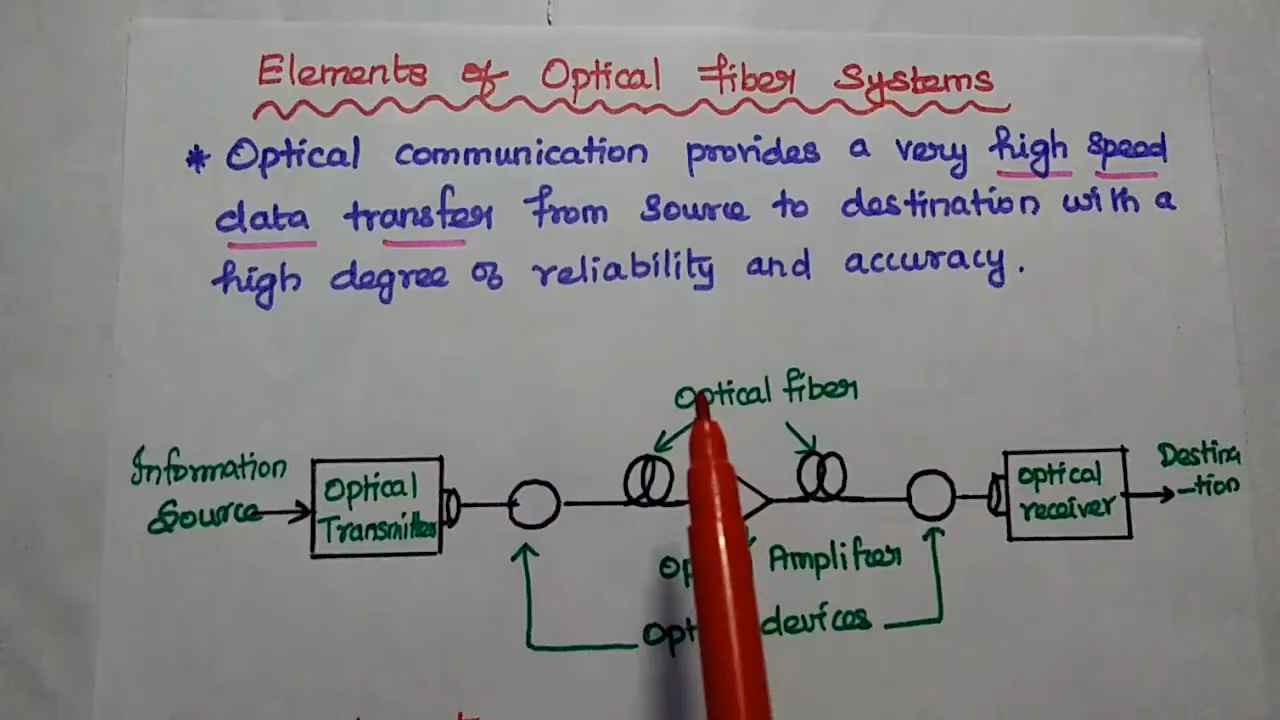 Elements of Optical fiber Systems
* Optical communication provides a very high speed
data transfer from source to destination with a
high degree of reliability and accuracy.
Optical fiber
Information
Source
Optical
Transmitter
optical
receiver
Destina
-tion
Amplifier
devices